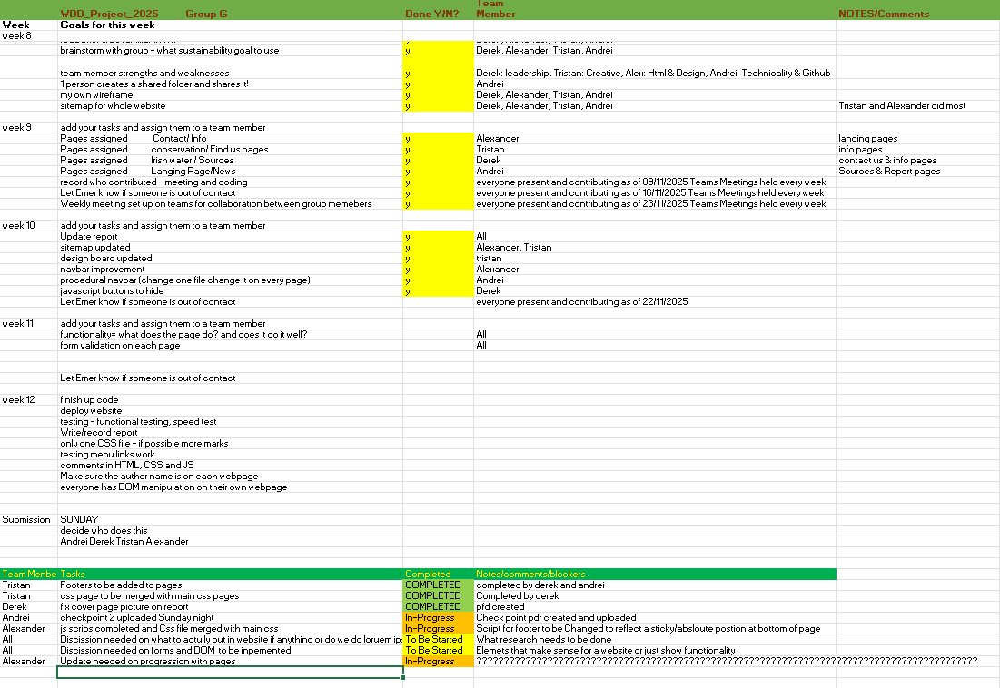 WDD_Project_2025 Group G Done Y/N? Team Member NOTES/Comments
Week Goals for this week
week 8
y Derek, Alexander, Tristan, Andrei
brainstorm with group - what sustainability goal to use y Derek, Alexander, Tristan, Andrei
team member strengths and weaknesses y Derek: leadership, Tristan: Creative, Alex: Html & Design, Andrei: Technicality & Github
1 person creates a shared folder and shares it! y Andrei
my own wireframe y Derek, Alexander, Tristan, Andrei
sitemap for whole website y Derek, Alexander, Tristan, Andrei Tristan and Alexander did most
week 9 add your tasks and assign them to a team member
Pages assigned Contact/ Info y Alexander landing pages
Pages assigned conservation/ Find us pages y Tristan info pages
Pages assigned Irish water / Sources y Derek contact us & info pages
Pages assigned Langing Page/News y Andrei Sources & Report pages
record who contributed - meeting and coding y everyone present and contributing as of 09/11/2025 Teams Meetings held every week
Let Emer know if someone is out of contact y everyone present and contributing as of 16/11/2025 Teams Meetings held every week
Weekly meeting set up on teams for collaboration between group memebers y everyone present and contributing as of 23/11/2025 Teams Meetings held every week
week 10 add your tasks and assign them to a team member
Update report y All
sitemap updated y Alexander, Tristan
design board updated y tristan
navbar improvement y Alexander
procedural navbar (change one file change it on every page) y Andrei
javascript buttons to hide y Derek
Let Emer know if someone is out of contact everyone present and contributing as of 22/11/2025
week 11 add your tasks and assign them to a team member
functionality= what does the page do? and does it do it well? All
form validation on each page All
Let Emer know if someone is out of contact
week 12 finish up code
deploy website
testing - functional testing, speed test
Write/record report
only one CSS file - if possible more marks
testing menu links work
comments in HTML, CSS and JS
Make sure the author name is on each webpage
everyone has DOM manipulation on their own webpage
Submission SUNDAY
decide who does this
Andrei Derek Tristan Alexander
Team Membe Tasks Completed Notes/comments/blockers
Tristan Footers to be added to pages COMPLETED completed by derek and andrei
Tristan css page to be merged with main css pages COMPLETED Completed by derek
Derek fix cover page picture on report COMPLETED pfd created
Andrei checkpoint 2 uploaded Sunday night In-Progress Check point pdf created and uploaded
Alexander js scripts completed and Css file merged with main css In-Progress Script for footer to be Changed to reflect a sticky/absloute postion at bottom of page
All Discission needed on what to actully put in website if anything or do we do loruem ip: To Be Started What research needs to be done
All Discission needed on forms and DOM to be inpemented To Be Started Elemets that make sense for a website or just show functionality
Alexander Update needed on progression with pages In-Progress ????????????????????????????????????????????????????????????????????????????????????????????